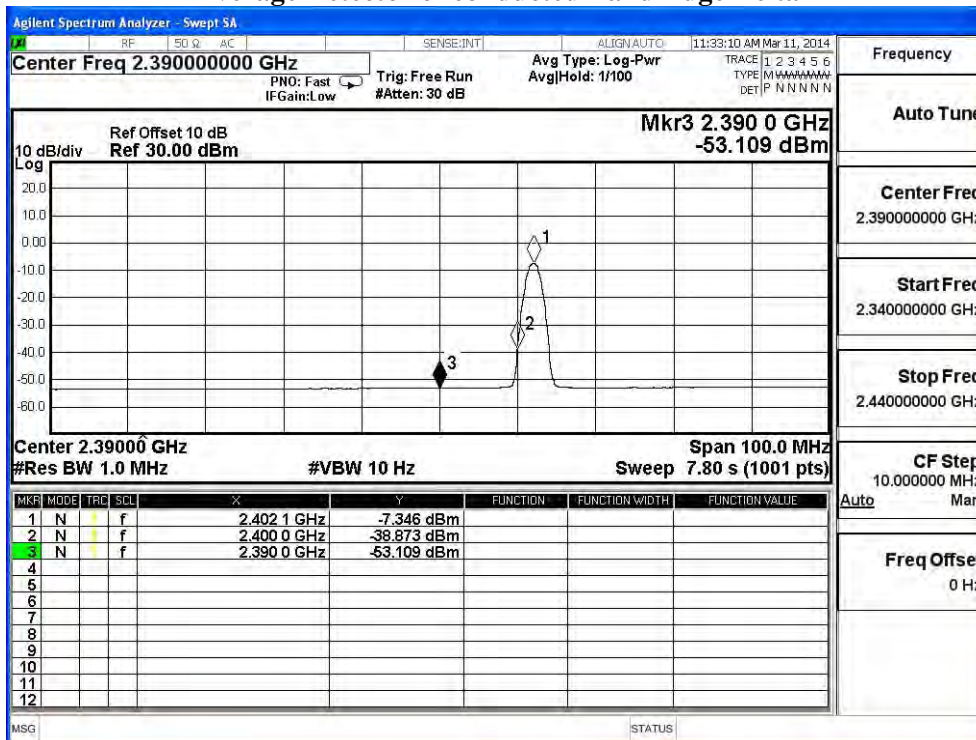 Agilent Spectrum Analyzer - Swept SA
RF 50 Ω AC SENSE:INT ALIGN AUTO 11:33:10 AM Mar 11, 2014
Center Freq 2.390000000 GHz
PNO: Fast
IFGain:Low
Trig: Free Run
#Atten: 30 dB
Avg Type: Log-Pwr
Avg|Hold: 1/100
TRACE 1 2 3 4 5 6
TYPE M
DET P N N N N N
Ref Offset 10 dB
10 dB/div Ref 30.00 dBm
Log
Mkr3 2.390 0 GHz
-53.109 dBm
20.0
10.0
0.00
-10.0
-20.0
-30.0
-40.0
-50.0
-60.0
1
2
3
Center 2.39000 GHz Span 100.0 MHz
#Res BW 1.0 MHz #VBW 10 Hz Sweep 7.80 s (1001 pts)
MKR MODE TRC SCL X Y FUNCTION FUNCTION WIDTH FUNCTION VALUE
1 N f 2.402 1 GHz -7.346 dBm
2 N f 2.400 0 GHz -38.873 dBm
3 N f 2.390 0 GHz -53.109 dBm
4
5
6
7
8
9
10
11
12
MSG STATUS
Frequency
Auto Tune
Center Freq
2.390000000 GHz
Start Freq
2.340000000 GHz
Stop Freq
2.440000000 GHz
CF Step
10.000000 MHz
Auto Man
Freq Offset
0 Hz